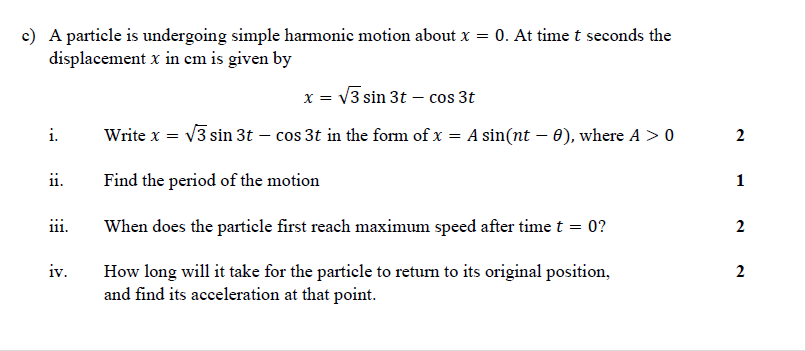 c) A particle is undergoing simple harmonic motion about x = 0. At time t seconds the
displacement x in cm is given by
x = √3 sin 3t − cos 3t
i. Write x = √3 sin 3t − cos 3t in the form of x = A sin(nt − θ), where A > 0 2
ii. Find the period of the motion 1
iii. When does the particle first reach maximum speed after time t = 0? 2
iv. How long will it take for the particle to return to its original position, 2
and find its acceleration at that point.